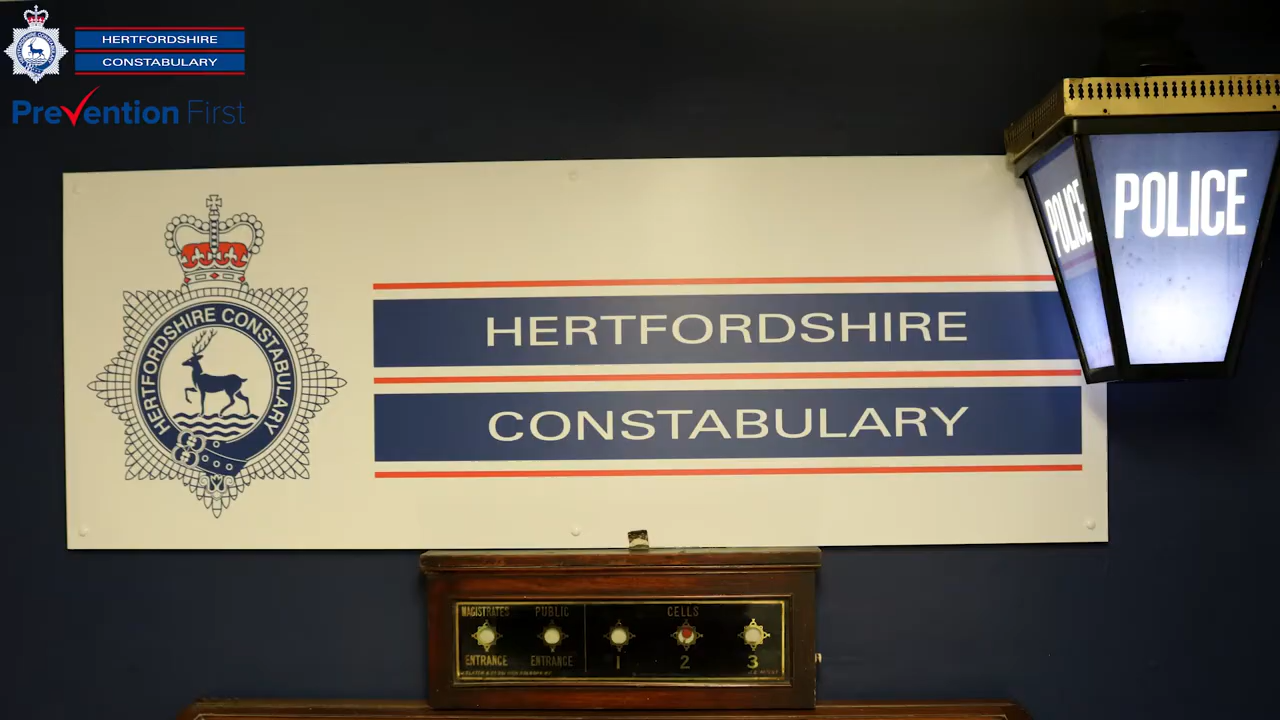 HERTFORDSHIRE
CONSTABULARY
Prevention First
POLICE
POLICE
HERTFORDSHIRE CONSTABULARY
HERTFORDSHIRE
CONSTABULARY
MAGISTRATES PUBLIC CELLS
ENTRANCE ENTRANCE 1 2 3